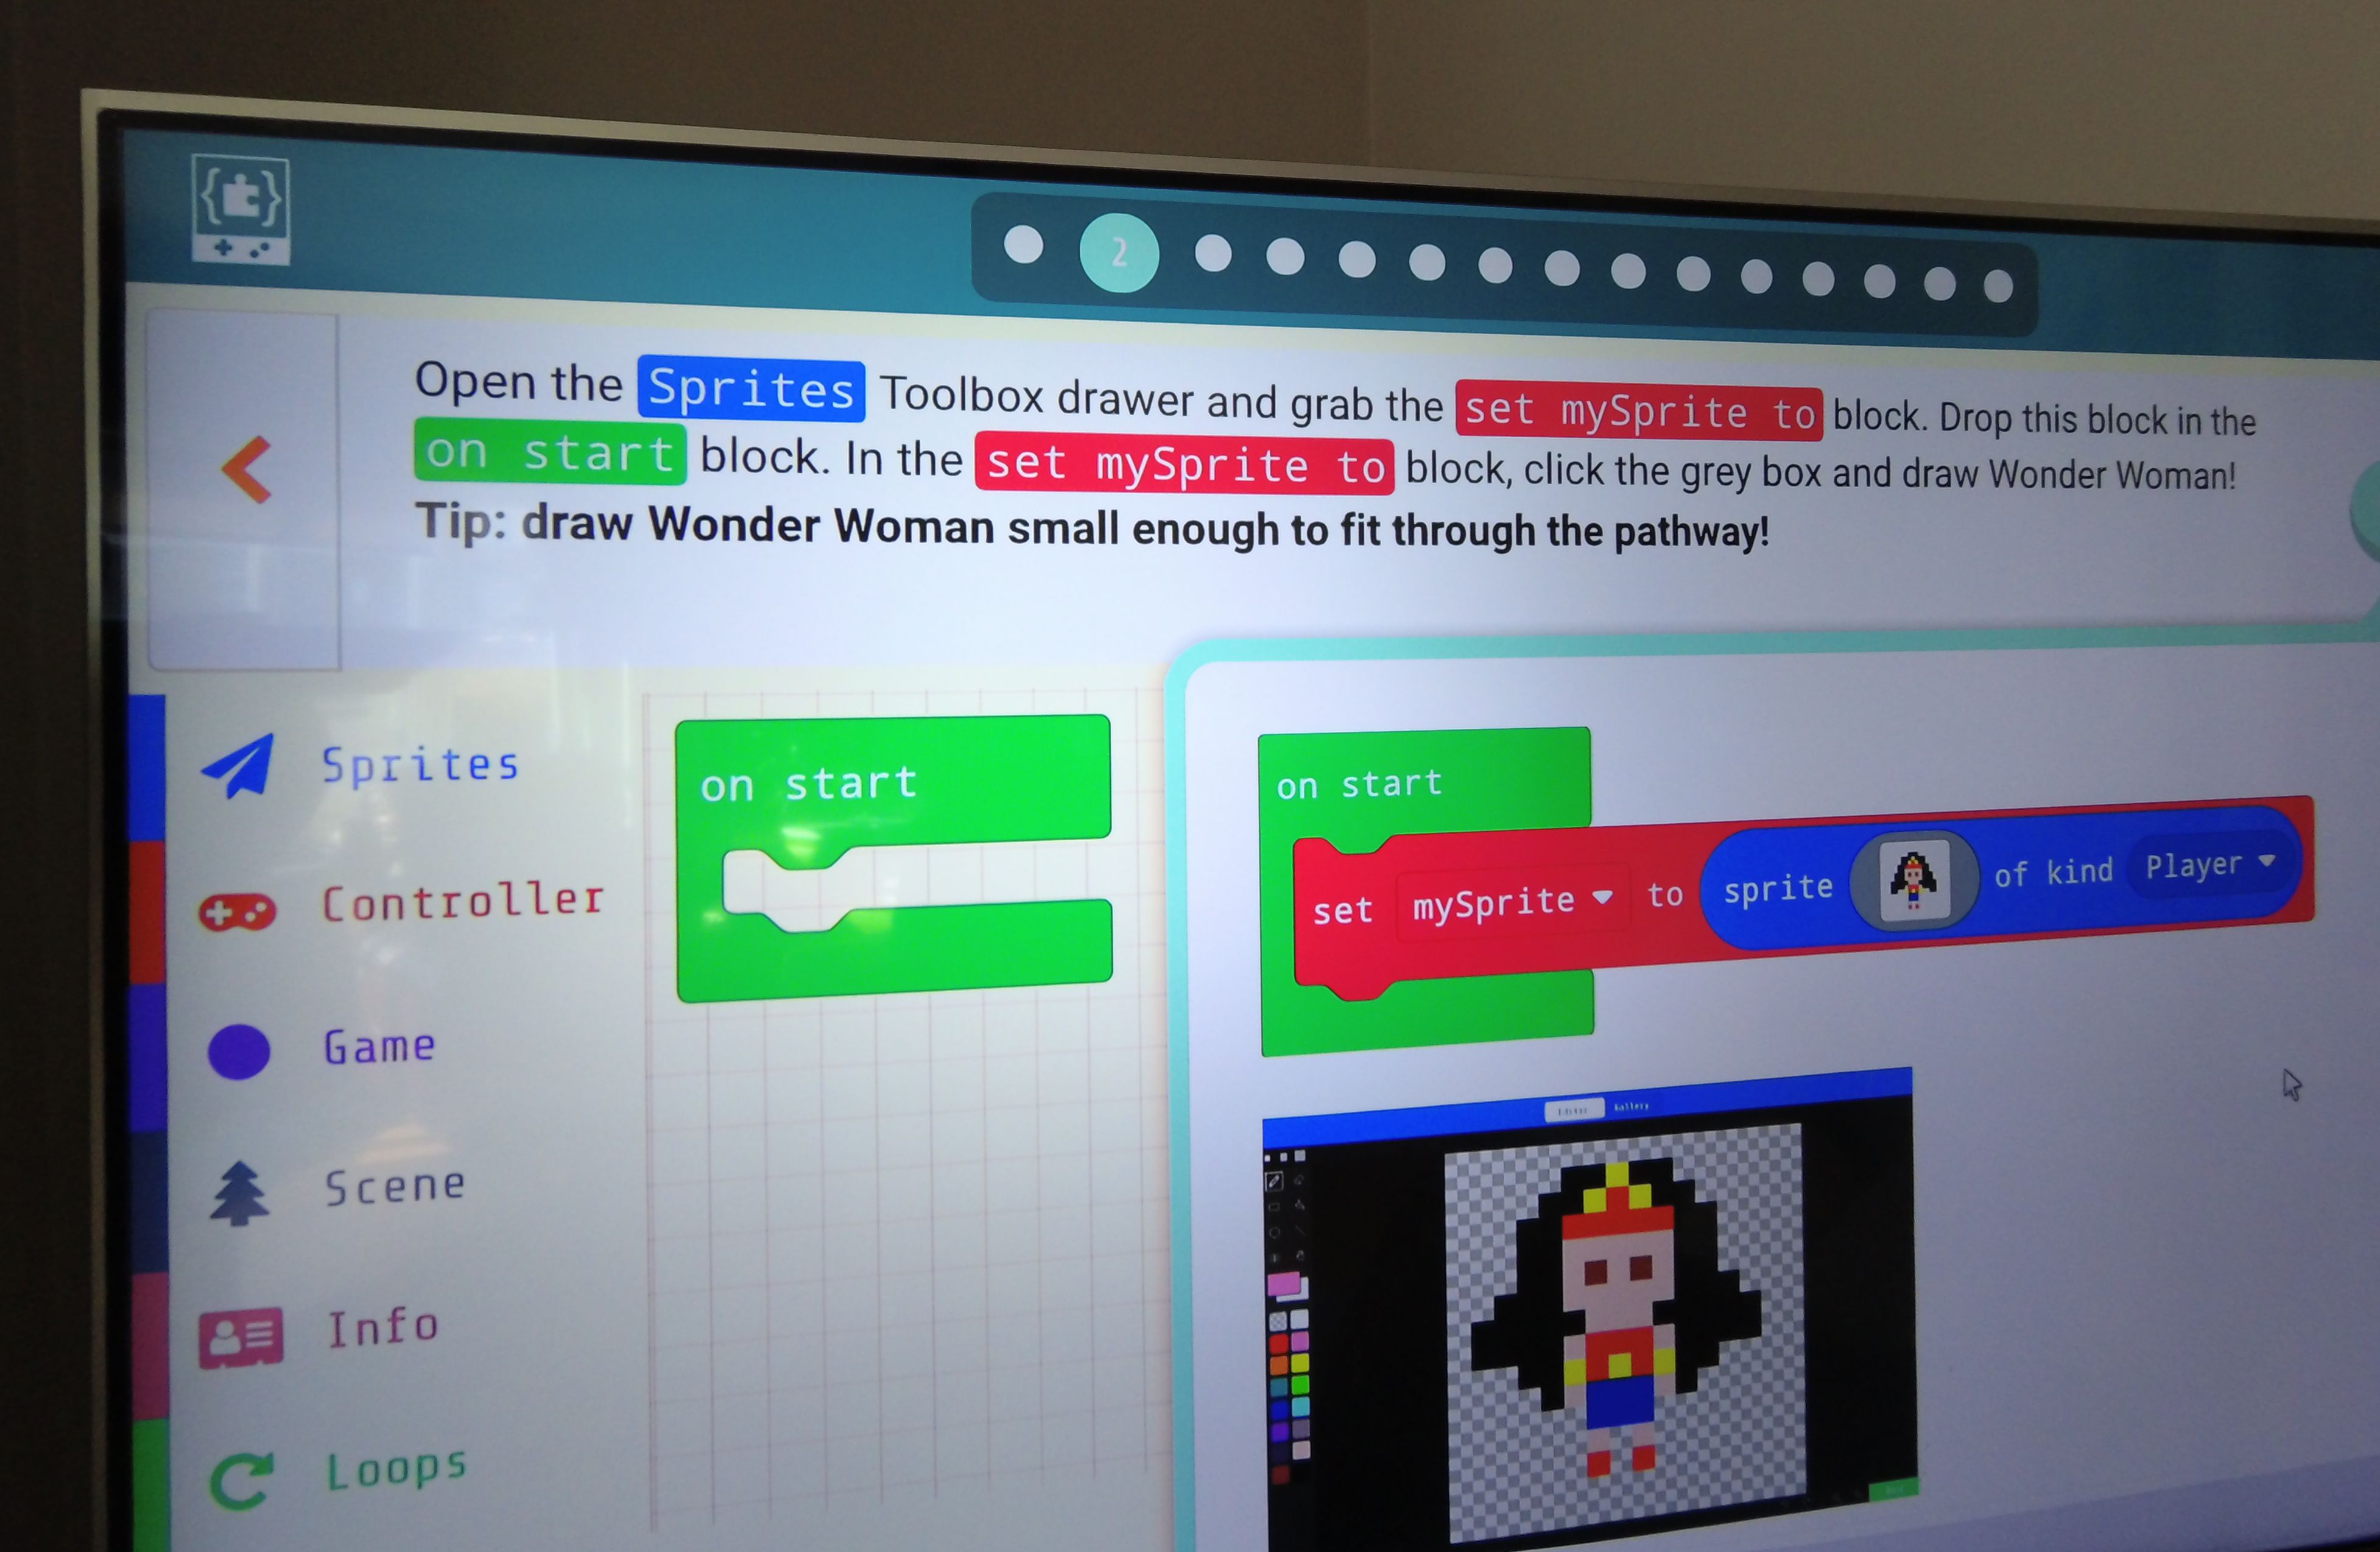 2
Open the Sprites Toolbox drawer and grab the set mySprite to block. Drop this block in the
on start block. In the set mySprite to block, click the grey box and draw Wonder Woman!
Tip: draw Wonder Woman small enough to fit through the pathway!
Sprites
Controller
Game
Scene
Info
Loops
on start
on start
set mySprite to sprite of kind Player
Gallery